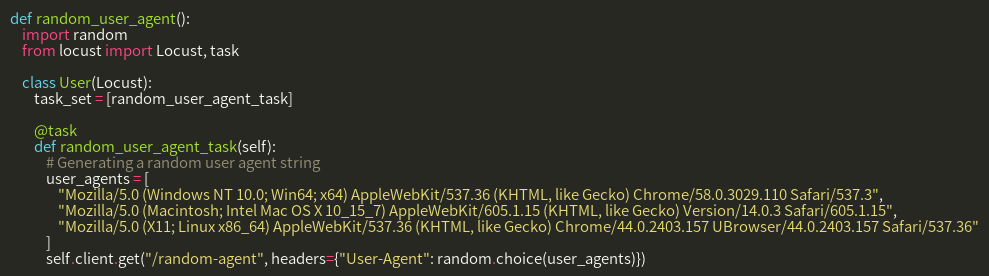 def random_user_agent():
    import random
    from locust import Locust, task

    class User(Locust):
        task_set = [random_user_agent_task]

        @task
        def random_user_agent_task(self):
            # Generating a random user agent string
            user_agents = [
                "Mozilla/5.0 (Windows NT 10.0; Win64; x64) AppleWebKit/537.36 (KHTML, like Gecko) Chrome/58.0.3029.110 Safari/537.3",
                "Mozilla/5.0 (Macintosh; Intel Mac OS X 10_15_7) AppleWebKit/605.1.15 (KHTML, like Gecko) Version/14.0.3 Safari/605.1.15",
                "Mozilla/5.0 (X11; Linux x86_64) AppleWebKit/537.36 (KHTML, like Gecko) Chrome/44.0.2403.157 UBrowser/44.0.2403.157 Safari/537.36"
            ]
            self.client.get("/random-agent", headers={"User-Agent": random.choice(user_agents)})